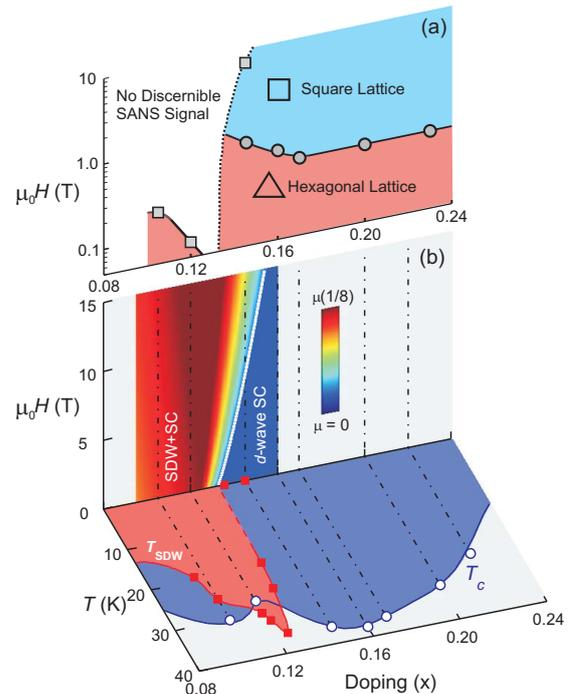 (a)
10
1.0
0.1
μ₀H (T)
No Discernible
SANS Signal
Square Lattice
Hexagonal Lattice
0.08
0.12
0.16
0.20
0.24
(b)
15
10
5
0
μ₀H (T)
SDW+SC
d-wave SC
μ(1/8)
μ = 0
T_SDW
T_c
10
20
30
40
T (K)
0.08
0.12
0.16
0.20
0.24
Doping (x)